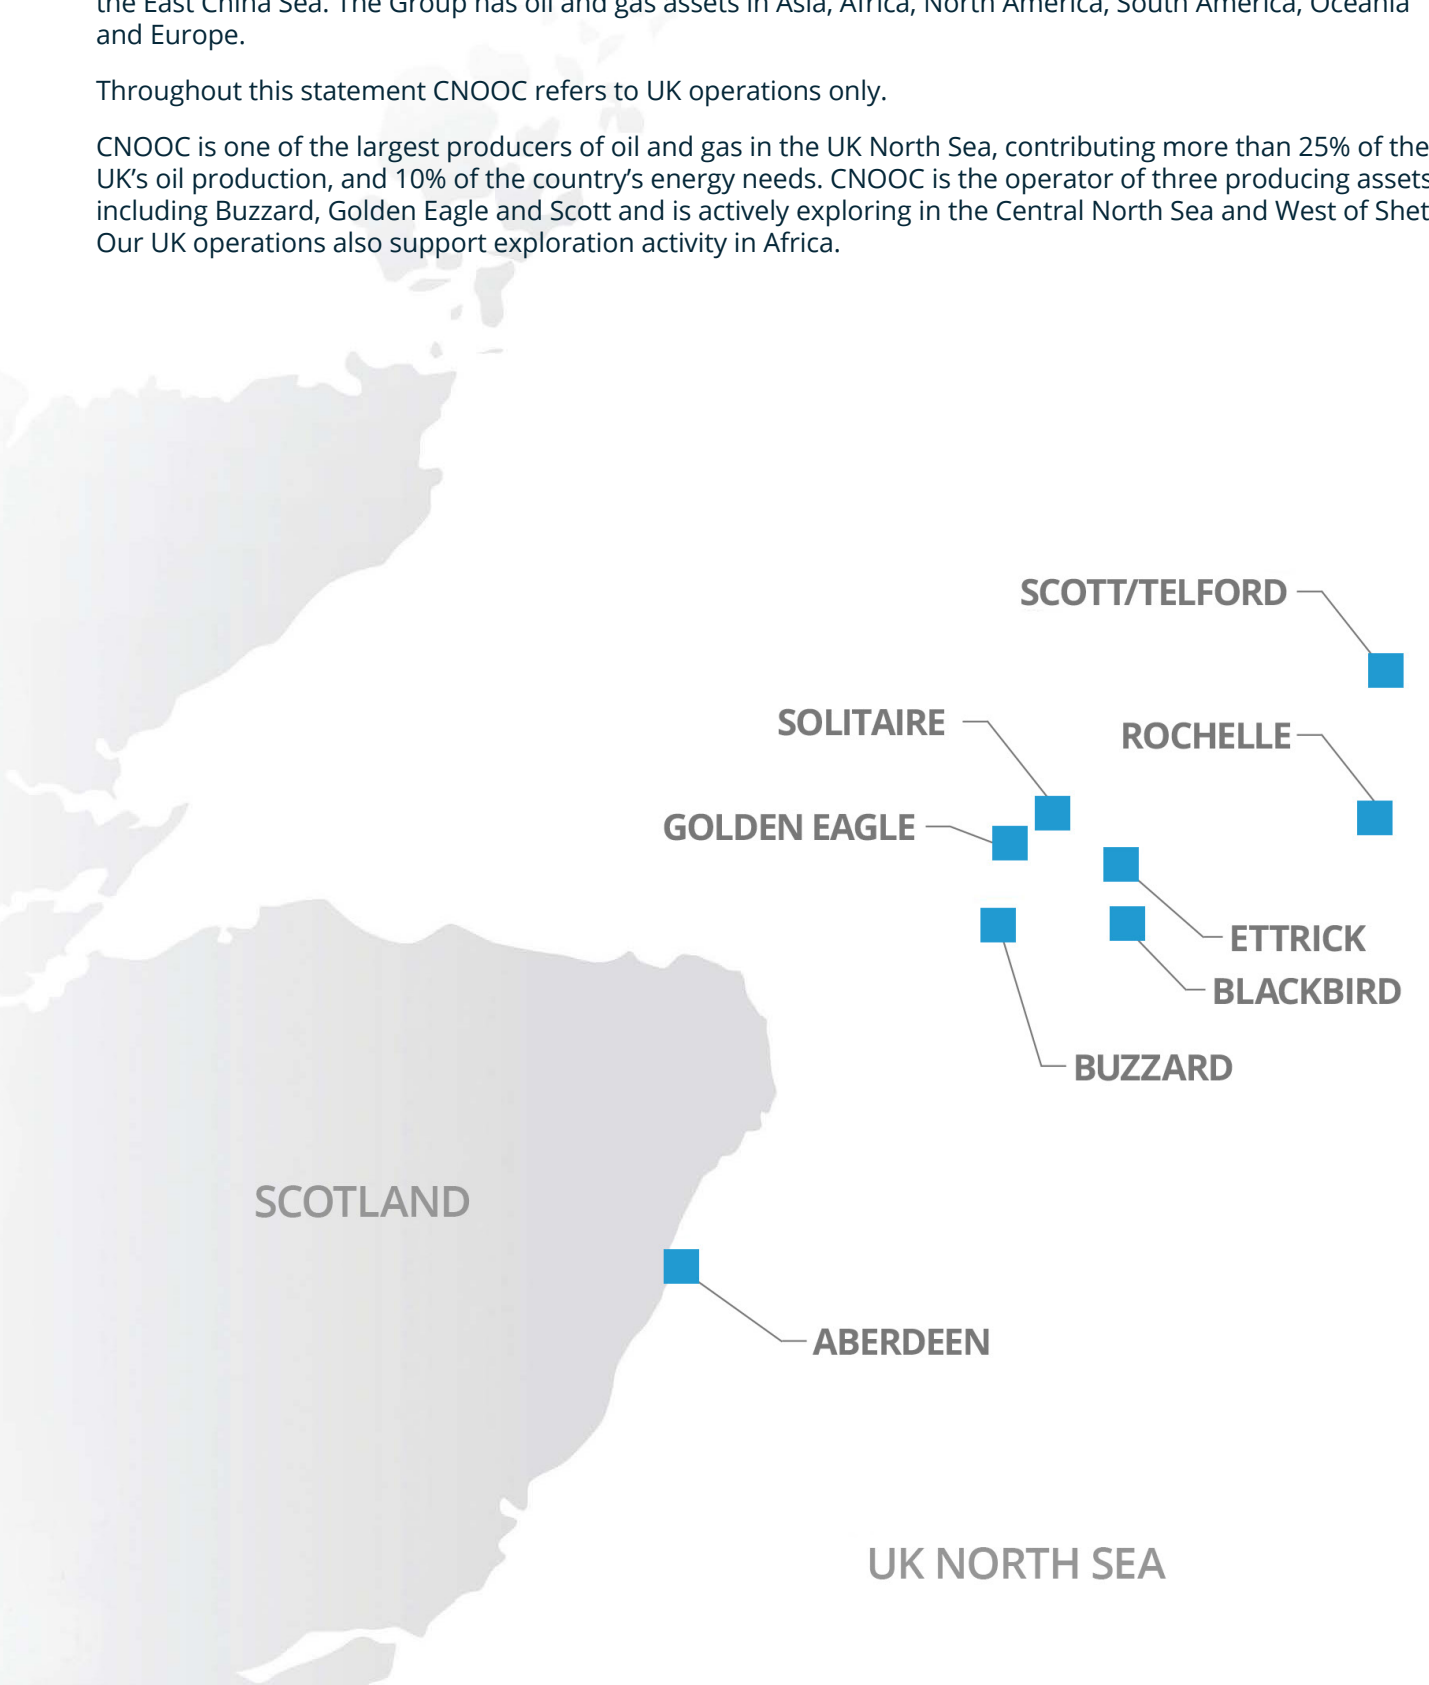 the East China Sea. The Group has oil and gas assets in Asia, Africa, North America, South America, Oceania
and Europe.
Throughout this statement CNOOC refers to UK operations only.
CNOOC is one of the largest producers of oil and gas in the UK North Sea, contributing more than 25% of the
UK’s oil production, and 10% of the country’s energy needs. CNOOC is the operator of three producing assets
including Buzzard, Golden Eagle and Scott and is actively exploring in the Central North Sea and West of Shet
Our UK operations also support exploration activity in Africa.
SCOTT/TELFORD
SOLITAIRE
ROCHELLE
GOLDEN EAGLE
ETTRICK
BLACKBIRD
BUZZARD
SCOTLAND
ABERDEEN
UK NORTH SEA